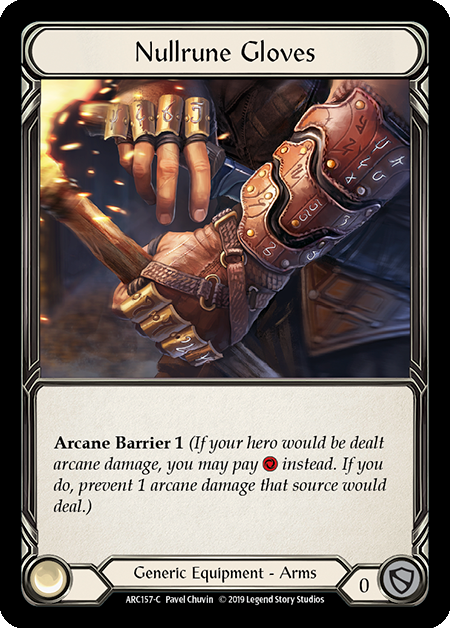 Nullrune Gloves
Arcane Barrier 1 (If your hero would be dealt
arcane damage, you may pay instead. If you
do, prevent 1 arcane damage that source would
deal.)
Generic Equipment - Arms
0
ARC157-C Pavel Chuvin © 2019 Legend Story Studios